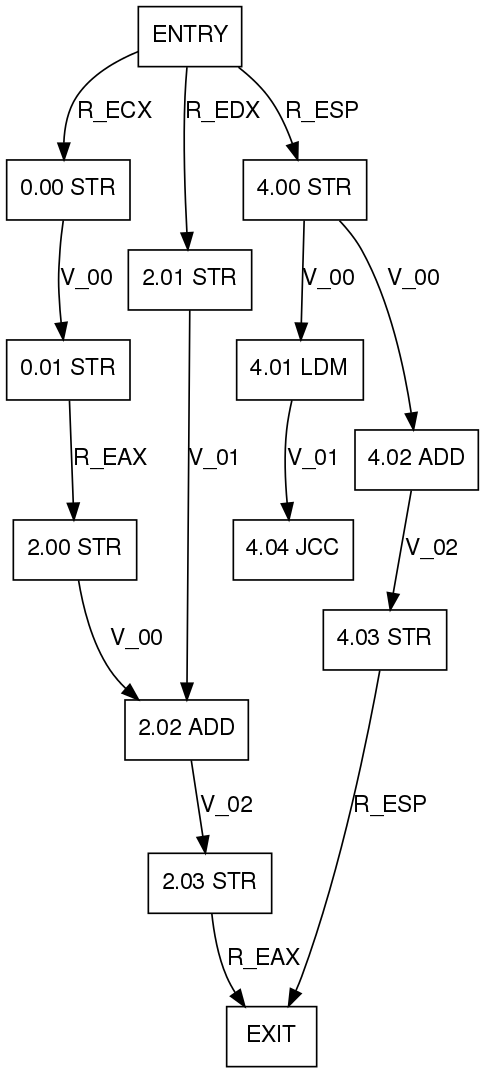 ENTRY
R_ECX
R_EDX
R_ESP
0.00 STR
4.00 STR
V_00
2.01 STR
V_00
V_00
0.01 STR
4.01 LDM
R_EAX
V_01
V_01
4.02 ADD
2.00 STR
4.04 JCC
V_02
V_00
4.03 STR
2.02 ADD
V_02
R_ESP
2.03 STR
R_EAX
EXIT